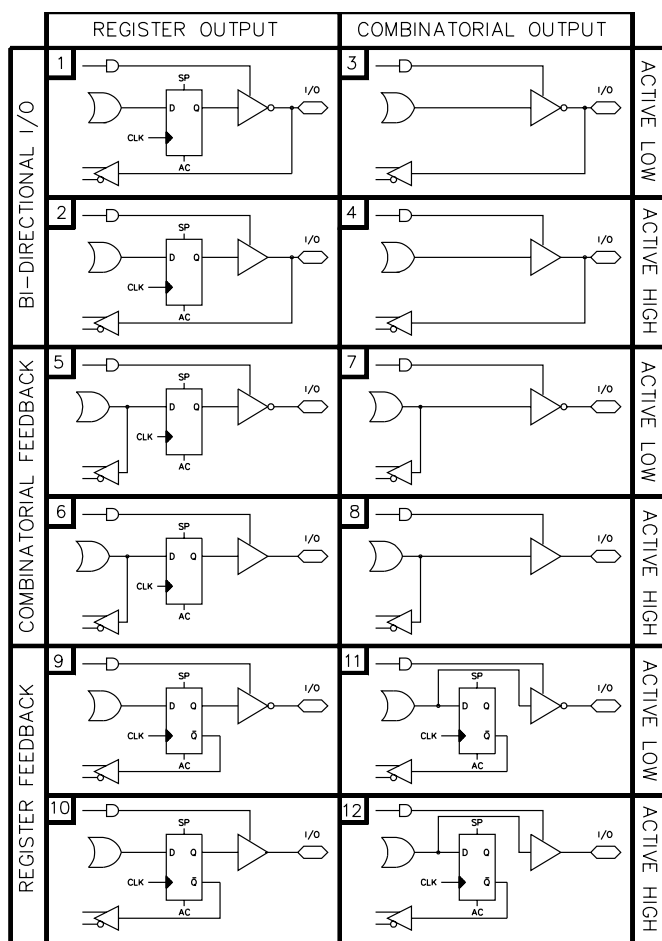 REGISTER OUTPUT COMBINATORIAL OUTPUT
BI-DIRECTIONAL I/O
1
SP
I/O
D Q
CLK
AC
3
I/O
ACTIVE LOW
2
SP
I/O
D Q
CLK
AC
4
I/O
ACTIVE HIGH
COMBINATORIAL FEEDBACK
5
SP
I/O
D Q
CLK
AC
7
I/O
ACTIVE LOW
6
SP
I/O
D Q
CLK
AC
8
I/O
ACTIVE HIGH
REGISTER FEEDBACK
9
SP
I/O
D Q
CLK Q̅
AC
11
SP
I/O
D Q
CLK Q̅
AC
ACTIVE LOW
10
SP
I/O
D Q
CLK Q̅
AC
12
SP
I/O
D Q
CLK Q̅
AC
ACTIVE HIGH